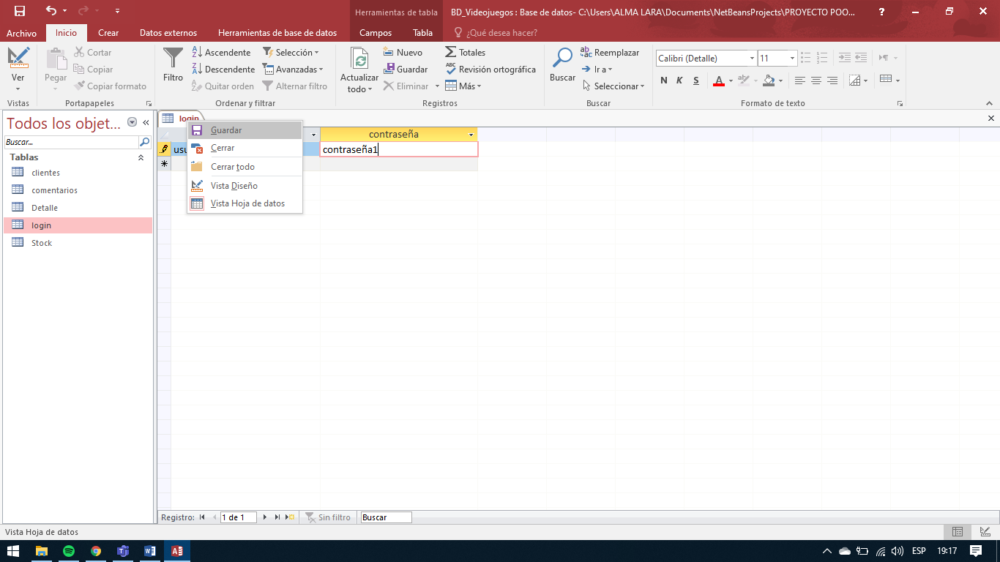 Herramientas de tabla
BD_Videojuegos : Base de datos- C:\Users\ALMA LARA\Documents\NetBeansProjects\PROYECTO POO...
?
Archivo Inicio Crear Datos externos Herramientas de base de datos Campos Tabla ¿Qué desea hacer?
Ver
Vistas
Pegar
Cortar
Copiar
Copiar formato
Portapapeles
Filtro
Ascendente
Descendente
Quitar orden
Selección
Avanzadas
Alternar filtro
Ordenar y filtrar
Actualizar
todo
Nuevo
Guardar
Eliminar
Totales
Revisión ortográfica
Más
Registros
Buscar
Reemplazar
Ir a
Seleccionar
Buscar
Calibri (Detalle) 11
N K S A
Formato de texto
Todos los objet...
Buscar...
Tablas
clientes
comentarios
Detalle
login
Stock
login
contraseña
contraseña1
Guardar
Cerrar
Cerrar todo
Vista Diseño
Vista Hoja de datos
Registro: 1 de 1 Sin filtro Buscar
Vista Hoja de datos
ESP 19:17